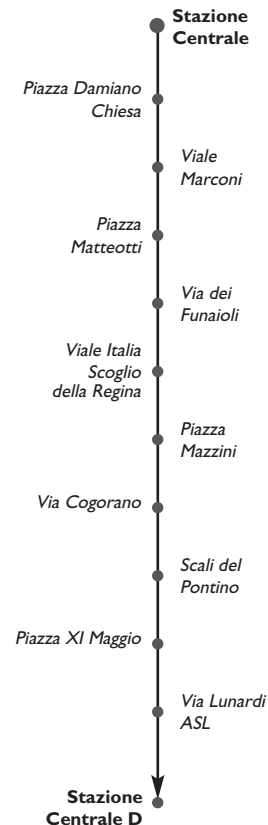 Stazione
Centrale
Piazza Damiano
Chiesa
Viale
Marconi
Piazza
Matteotti
Via dei
Funaioli
Viale Italia
Scoglio
della Regina
Piazza
Mazzini
Via Cogorano
Scali del
Pontino
Piazza XI Maggio
Via Lunardi
ASL
Stazione
Centrale D